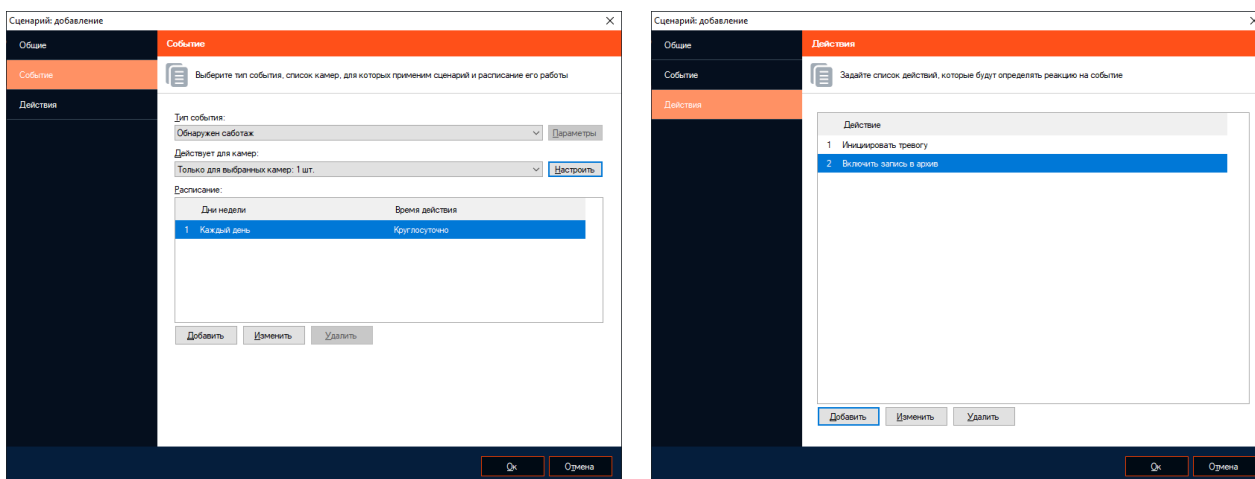 Сценарий: добавление
Общие
Событие
Действия
Событие
Выберите тип события, список камер, для которых применим сценарий и расписание его работы
Тип события:
Обнаружен саботаж
Параметры
Действует для камер:
Только для выбранных камер: 1 шт.
Настроить
Расписание:
Дни недели Время действия
1 Каждый день Круглосуточно
Добавить Изменить Удалить
Ок Отмена
Сценарий: добавление
Общие
Событие
Действия
Действия
Задайте список действий, которые будут определять реакцию на событие
Действие
1 Инициировать тревогу
2 Включить запись в архив
Добавить Изменить Удалить
Ок Отмена